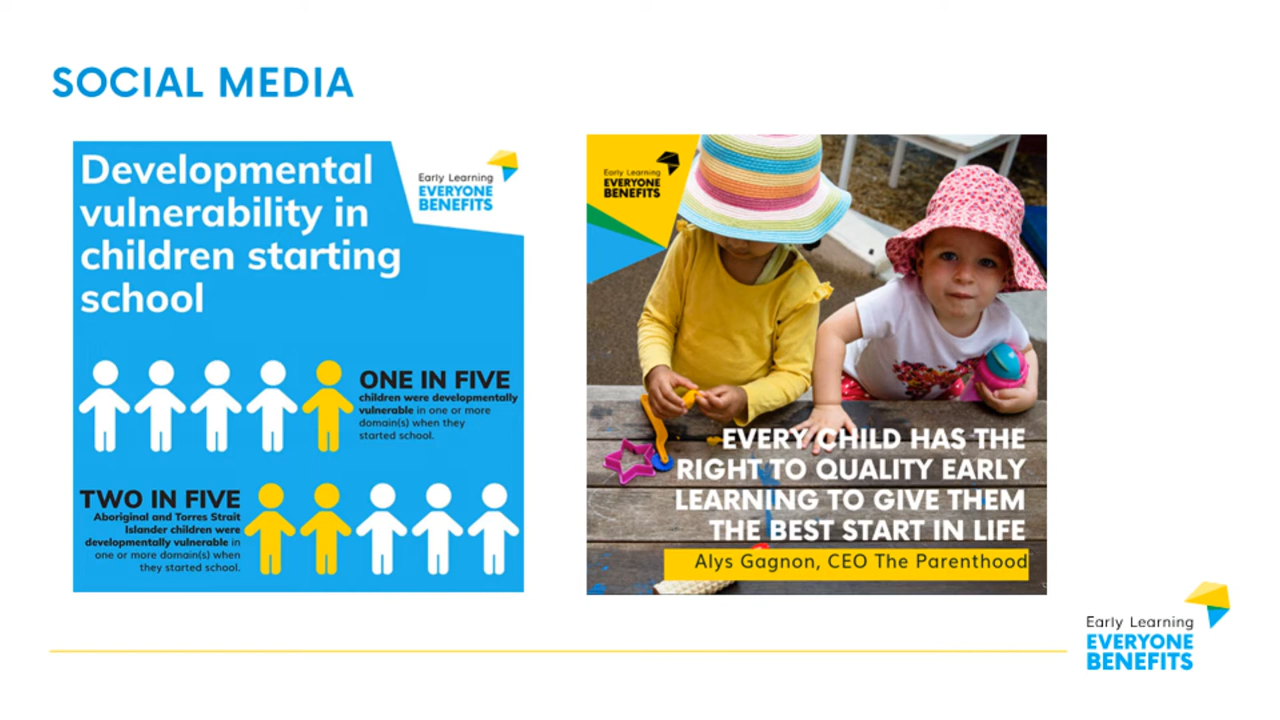 SOCIAL MEDIA
Developmental
vulnerability in
children starting
school
Early Learning
EVERYONE
BENEFITS
ONE IN FIVE
children were developmentally
vulnerable in one or more
domain(s) when they
started school.
TWO IN FIVE
Aboriginal and Torres Strait
Islander children were
developmentally vulnerable in
one or more domain(s) when
they started school.
Early Learning
EVERYONE
BENEFITS
EVERY CHILD HAS THE
RIGHT TO QUALITY EARLY
LEARNING TO GIVE THEM
THE BEST START IN LIFE
Alys Gagnon, CEO The Parenthood
Early Learning
EVERYONE
BENEFITS